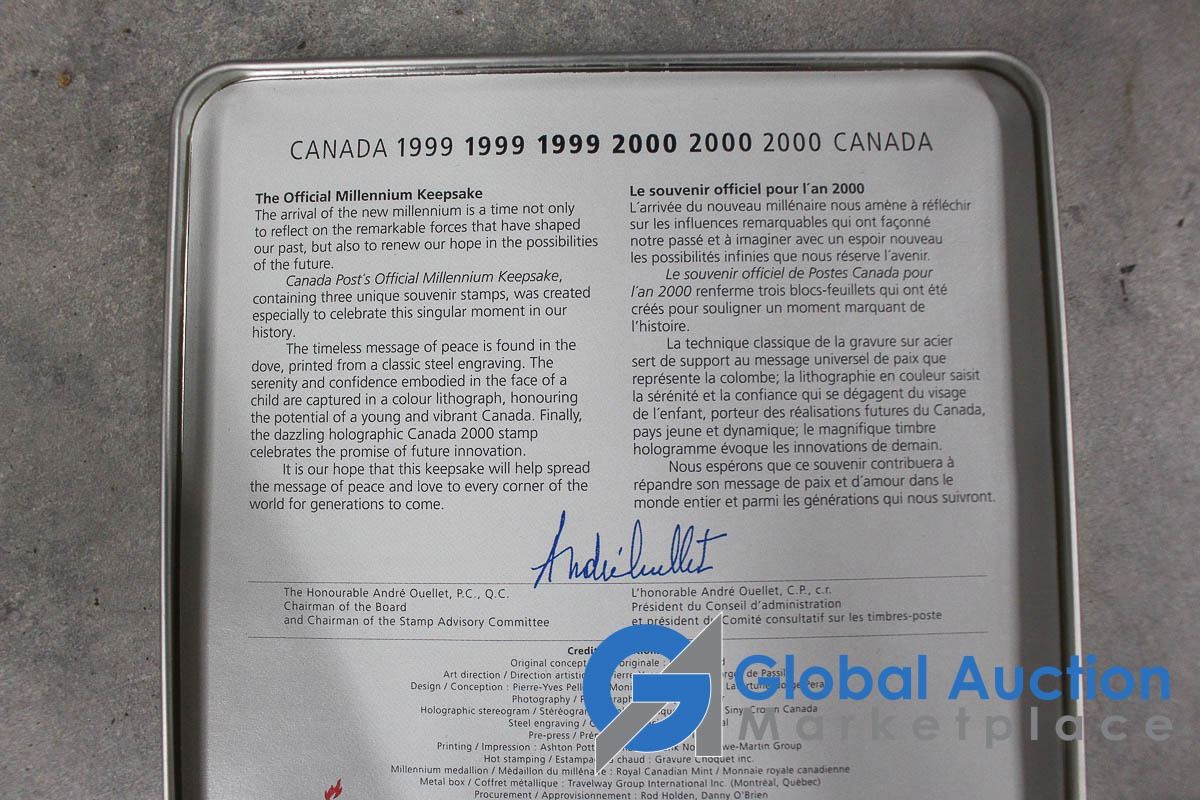 CANADA 1999 1999 1999 2000 2000 2000 CANADA
The Official Millennium Keepsake
The arrival of the new millennium is a time not only
to reflect on the remarkable forces that have shaped
our past, but also to renew our hope in the possibilities
of the future.
Canada Post's Official Millennium Keepsake,
containing three unique souvenir stamps, was created
especially to celebrate this singular moment in our
history.
The timeless message of peace is found in the
dove, printed from a classic steel engraving. The
serenity and confidence embodied in the face of a
child are captured in a colour lithograph, honouring
the potential of a young and vibrant Canada. Finally,
the dazzling holographic Canada 2000 stamp
celebrates the promise of future innovation.
It is our hope that this keepsake will help spread
the message of peace and love to every corner of the
world for generations to come.
Le souvenir officiel pour l'an 2000
L'arrivée du nouveau millénaire nous amène à réfléchir
sur les influences remarquables qui ont façonné
notre passé et à imaginer avec un espoir nouveau
les possibilités infinies que nous réserve l'avenir.
Le souvenir officiel de Postes Canada pour
l'an 2000 renferme trois blocs-feuillets qui ont été
créés pour souligner un moment marquant de
l'histoire.
La technique classique de la gravure sur acier
sert de support au message universel de paix que
représente la colombe; la lithographie en couleur saisit
la sérénité et la confiance qui se dégagent du visage
de l'enfant, porteur des réalisations futures du Canada,
pays jeune et dynamique; le magnifique timbre
hologramme évoque les innovations de demain.
Nous espérons que ce souvenir contribuera à
répandre son message de paix et d'amour dans le
monde entier et parmi les générations qui nous suivront.
André Ouellet
The Honourable André Ouellet, P.C., Q.C.
Chairman of the Board
and Chairman of the Stamp Advisory Committee
L'honorable André Ouellet, C.P., c.r.
Président du Conseil d'administration
et président du Comité consultatif sur les timbres-poste
Original concept originale :
Art direction / Direction artistique
Design / Conception : Pierre-Yves
Photography /
Holographic stereogram / Crown Canada
Steel engraving /
Pre-press /
Printing / Impression : Ashton -Martin Group
Hot stamping / chaud : Gravure Choquet inc.
Millennium medallion / Médaillon du millénaire : Royal Canadian Mint / Monnaie royale canadienne
Metal box / Coffret métallique : Travelway Group International Inc. (Montréal, Québec)
Procurement / Approvisionnement : Rod Holden, Danny O'Brien
GA
Global Auction
Marketplace